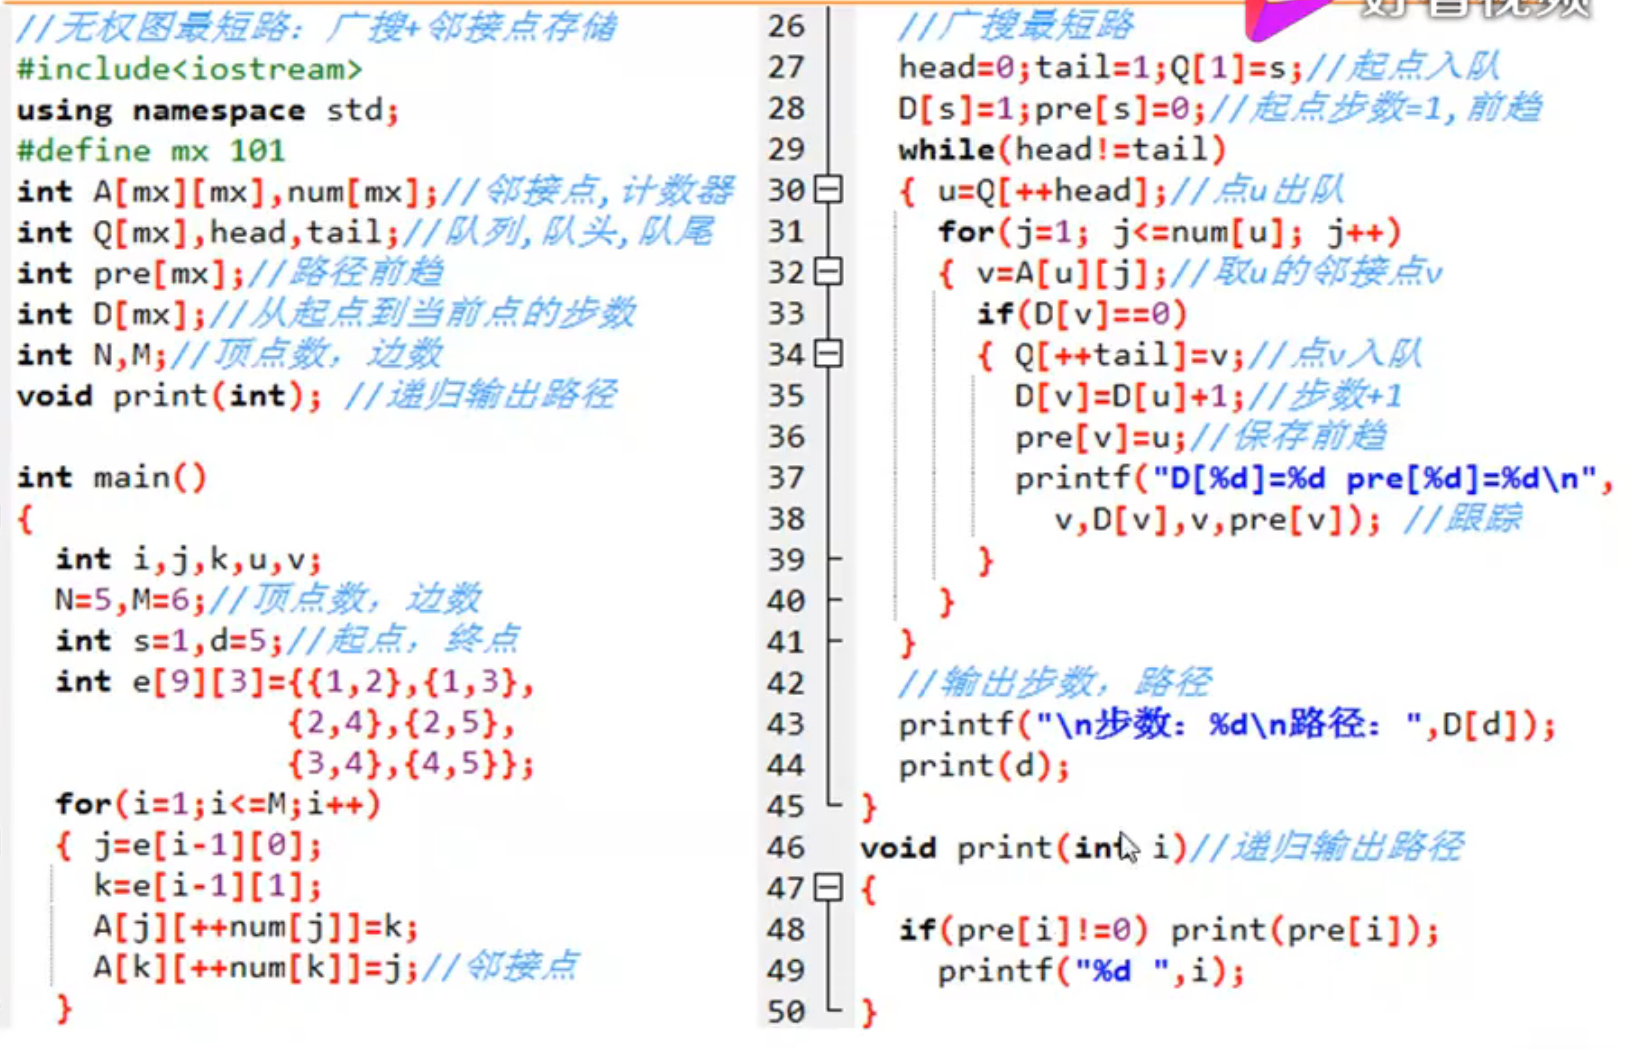 //无权图最短路：广搜+邻接点存储
#include<iostream>
using namespace std;
#define mx 101
int A[mx][mx],num[mx];//邻接点,计数器
int Q[mx],head,tail;//队列,队头,队尾
int pre[mx];//路径前趋
int D[mx];//从起点到当前点的步数
int N,M;//顶点数，边数
void print(int); //递归输出路径
int main()
{
int i,j,k,u,v;
N=5,M=6;//顶点数，边数
int s=1,d=5;//起点，终点
int e[9][3]={{1,2},{1,3},
{2,4},{2,5},
{3,4},{4,5}};
for(i=1;i<=M;i++)
{ j=e[i-1][0];
k=e[i-1][1];
A[j][++num[j]]=k;
A[k][++num[k]]=j;//邻接点
}
26 //广搜最短路
27 head=0;tail=1;Q[1]=s;//起点入队
28 D[s]=1;pre[s]=0;//起点步数=1,前趋
29 while(head!=tail)
30 { u=Q[++head];//点u出队
31 for(j=1; j<=num[u]; j++)
32 { v=A[u][j];//取u的邻接点v
33 if(D[v]==0)
34 { Q[++tail]=v;//点v入队
35 D[v]=D[u]+1;//步数+1
36 pre[v]=u;//保存前趋
37 printf("D[%d]=%d pre[%d]=%d\n",
38 v,D[v],v,pre[v]); //跟踪
39 }
40 }
41 }
42 //输出步数，路径
43 printf("\n步数：%d\n路径：",D[d]);
44 print(d);
45 }
46 void print(int i)//递归输出路径
47 {
48 if(pre[i]!=0) print(pre[i]);
49 printf("%d ",i);
50 }
好看视频